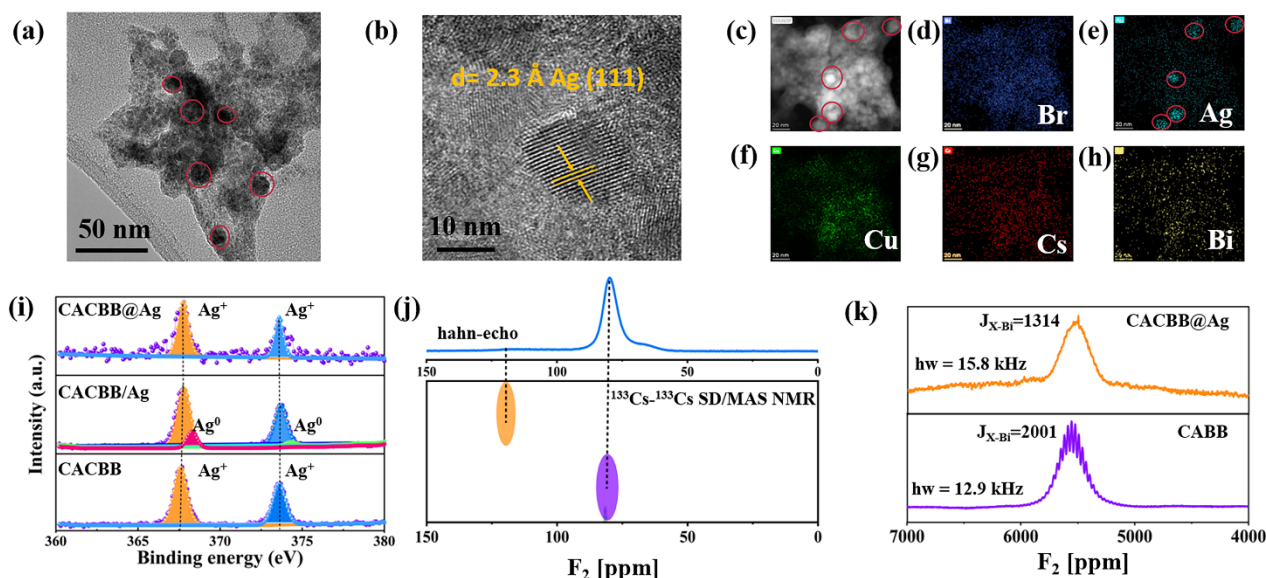 (a)
50 nm
(b)
d= 2.3 Å Ag (111)
10 nm
(c)
20 nm
(d)
20 nm
Br
(e)
20 nm
Ag
(f)
20 nm
Cu
(g)
20 nm
Cs
(h)
20 nm
Bi
(i)
CACBB@Ag
Ag⁺
Ag⁺
CACBB/Ag
Ag⁰
Ag⁰
CACBB
Ag⁺
Ag⁺
Intensity (a.u.)
360 365 370 375 380
Binding energy (eV)
(j)
hahn-echo
150 100 50 0
¹³³Cs-¹³³Cs SD/MAS NMR
150 100 50 0
F₂ [ppm]
(k)
J_X-Bi=1314
CACBB@Ag
hw = 15.8 kHz
J_X-Bi=2001
CABB
hw = 12.9 kHz
7000 6000 5000 4000
F₂ [ppm]